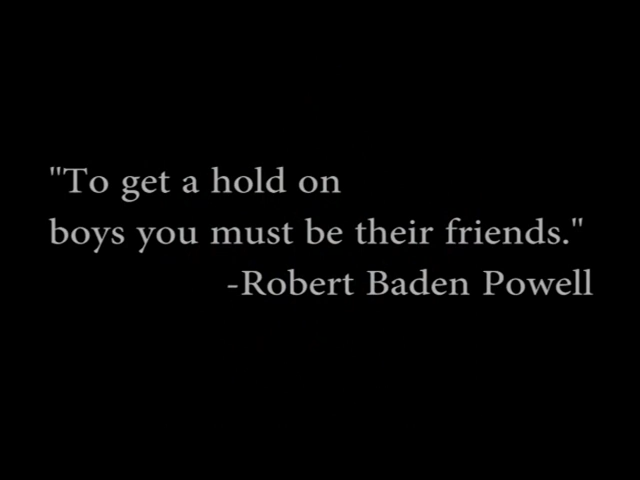 "To get a hold on
boys you must be their friends."
-Robert Baden Powell